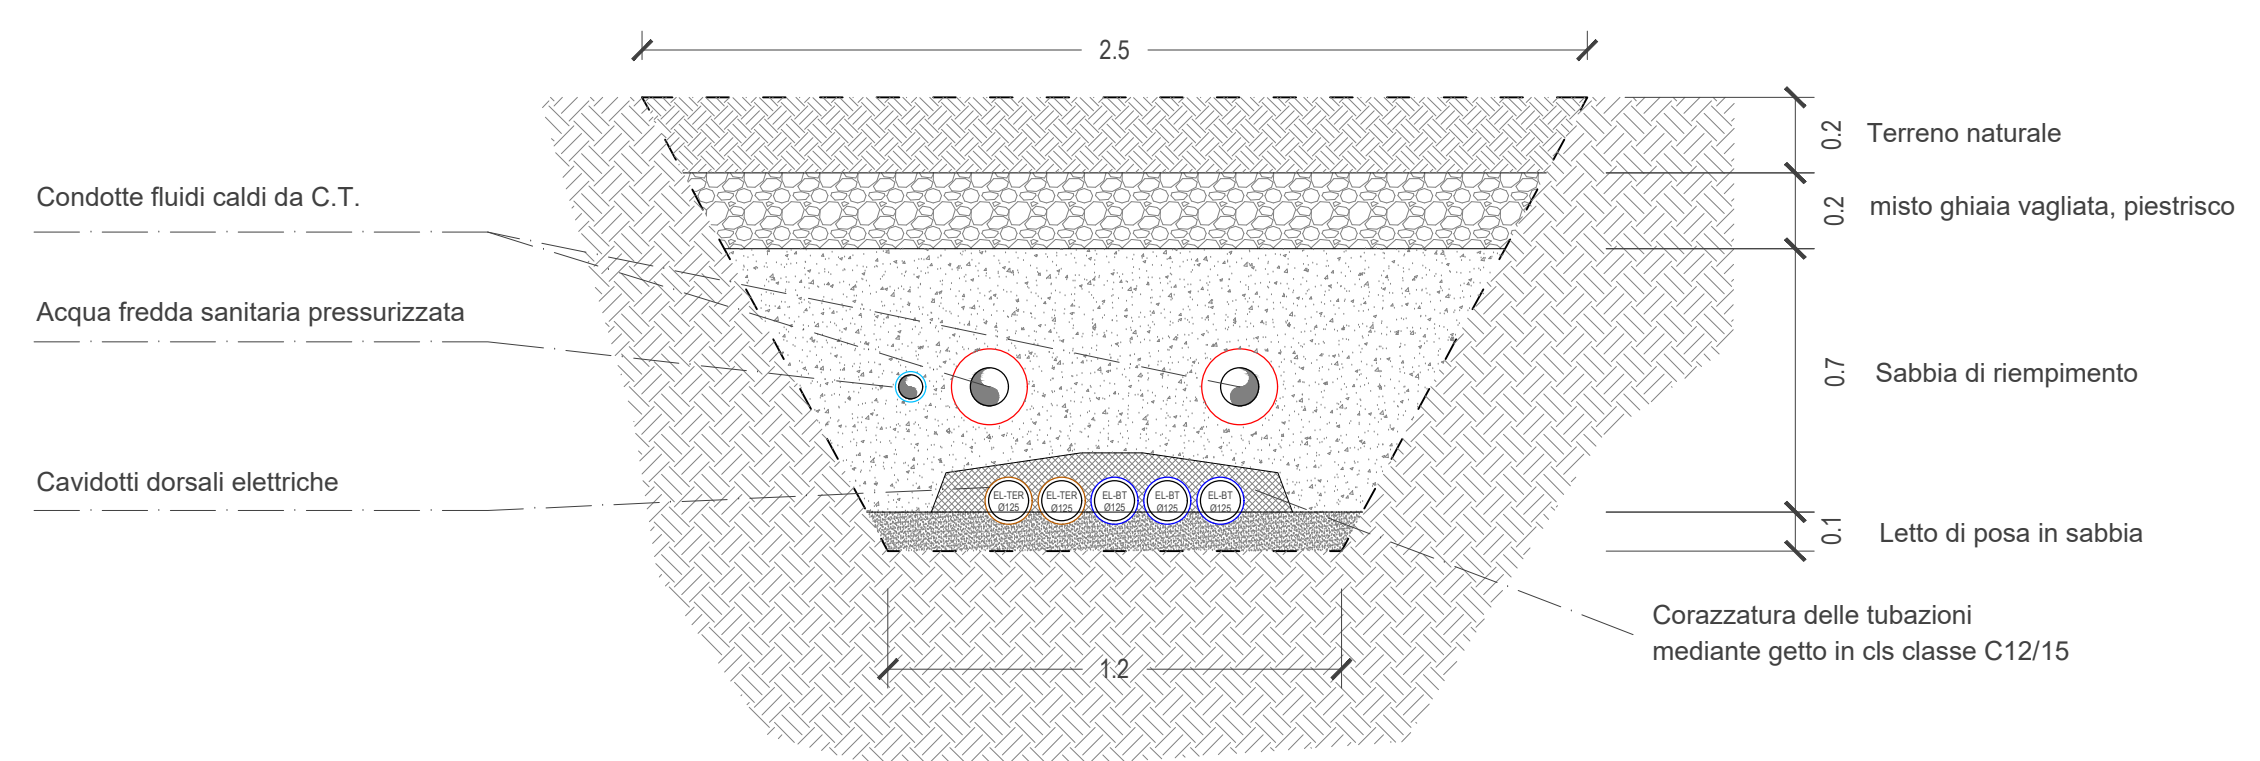 2.5
0.2
Terreno naturale
Condotte fluidi caldi da C.T.
0.2
misto ghiaia vagliata, piestrisco
Acqua fredda sanitaria pressurizzata
0.7
Sabbia di riempimento
Cavidotti dorsali elettriche
EL-TER
Ø125
EL-TER
Ø125
EL-BT
Ø125
EL-BT
Ø125
EL-BT
Ø125
0.1
Letto di posa in sabbia
Corazzatura delle tubazioni
mediante getto in cls classe C12/15
1.2